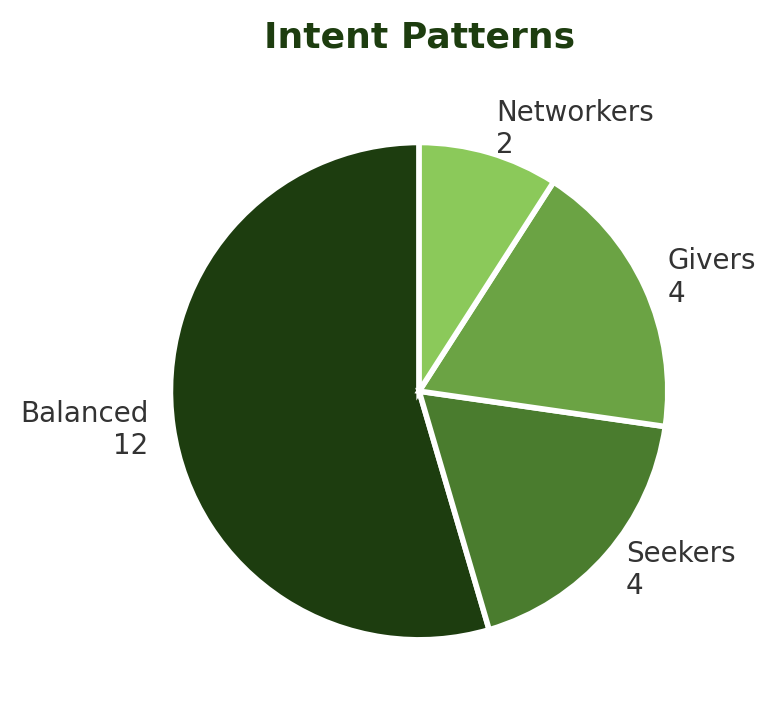 Intent Patterns
Networkers
2
Givers
4
Balanced
12
Seekers
4